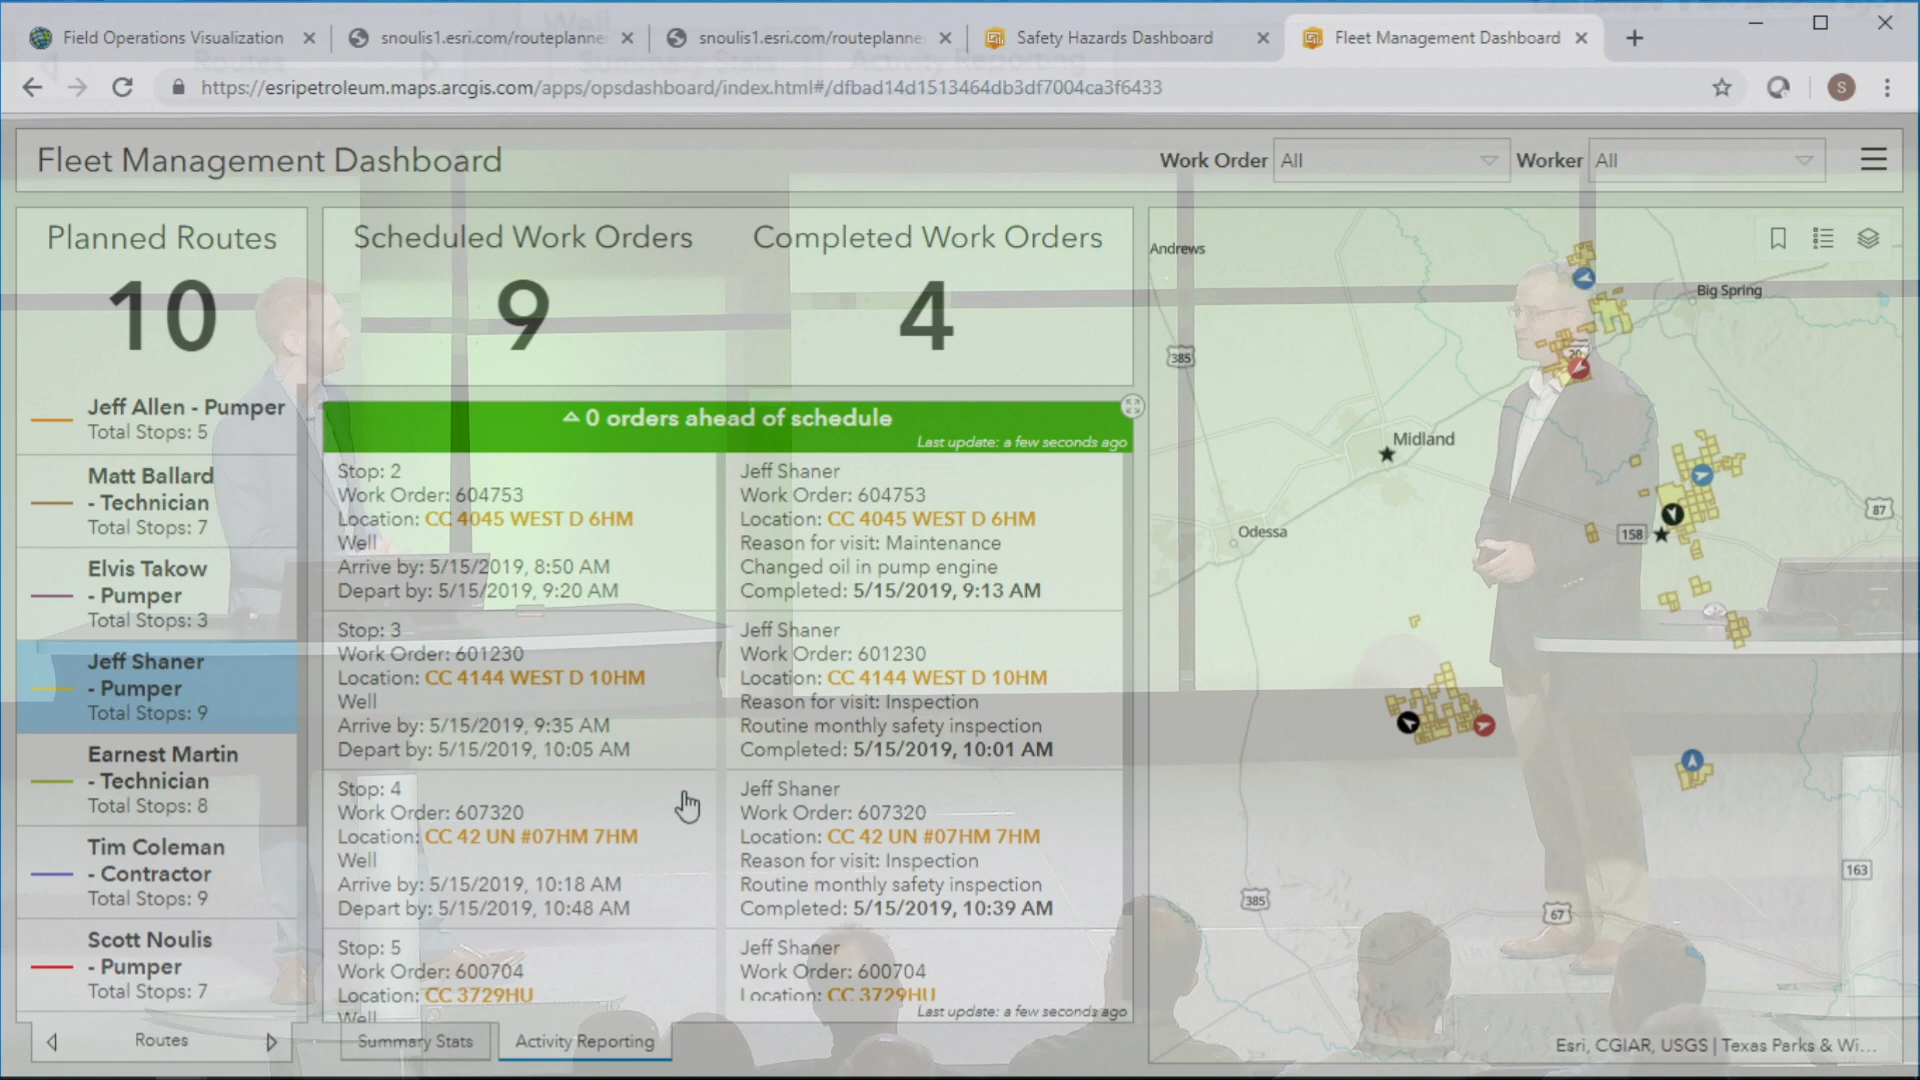 Field Operations Visualization
snoulis1.esri.com/routeplanne
snoulis1.esri.com/routeplanne
Safety Hazards Dashboard
Fleet Management Dashboard
https://esripetroleum.maps.arcgis.com/apps/opsdashboard/index.html#/dfbad14d1513464db3df7004ca3f6433
S
Fleet Management Dashboard
Work Order
All
Worker
All
Planned Routes
10
Jeff Allen - Pumper
Total Stops: 5
Matt Ballard
- Technician
Total Stops: 7
Elvis Takow
- Pumper
Total Stops: 3
Jeff Shaner
- Pumper
Total Stops: 9
Earnest Martin
- Technician
Total Stops: 8
Tim Coleman
- Contractor
Total Stops: 9
Scott Noulis
- Pumper
Total Stops: 7
Routes
Scheduled Work Orders
9
Completed Work Orders
4
0 orders ahead of schedule
Last update: a few seconds ago
Stop: 2
Work Order: 604753
Location: CC 4045 WEST D 6HM
Well
Arrive by: 5/15/2019, 8:50 AM
Depart by: 5/15/2019, 9:20 AM
Stop: 3
Work Order: 601230
Location: CC 4144 WEST D 10HM
Well
Arrive by: 5/15/2019, 9:35 AM
Depart by: 5/15/2019, 10:05 AM
Stop: 4
Work Order: 607320
Location: CC 42 UN #07HM 7HM
Well
Arrive by: 5/15/2019, 10:18 AM
Depart by: 5/15/2019, 10:48 AM
Stop: 5
Work Order: 600704
Location: CC 3729HU
Well
Jeff Shaner
Work Order: 604753
Location: CC 4045 WEST D 6HM
Reason for visit: Maintenance
Changed oil in pump engine
Completed: 5/15/2019, 9:13 AM
Jeff Shaner
Work Order: 601230
Location: CC 4144 WEST D 10HM
Reason for visit: Inspection
Routine monthly safety inspection
Completed: 5/15/2019, 10:01 AM
Jeff Shaner
Work Order: 607320
Location: CC 42 UN #07HM 7HM
Reason for visit: Inspection
Routine monthly safety inspection
Completed: 5/15/2019, 10:39 AM
Jeff Shaner
Work Order: 600704
Location: CC 3729HU
Last update: a few seconds ago
Summary Stats
Activity Reporting
Andrews
Big Spring
385
20
Midland
87
Odessa
158
163
385
67
Esri, CGIAR, USGS | Texas Parks & Wi...